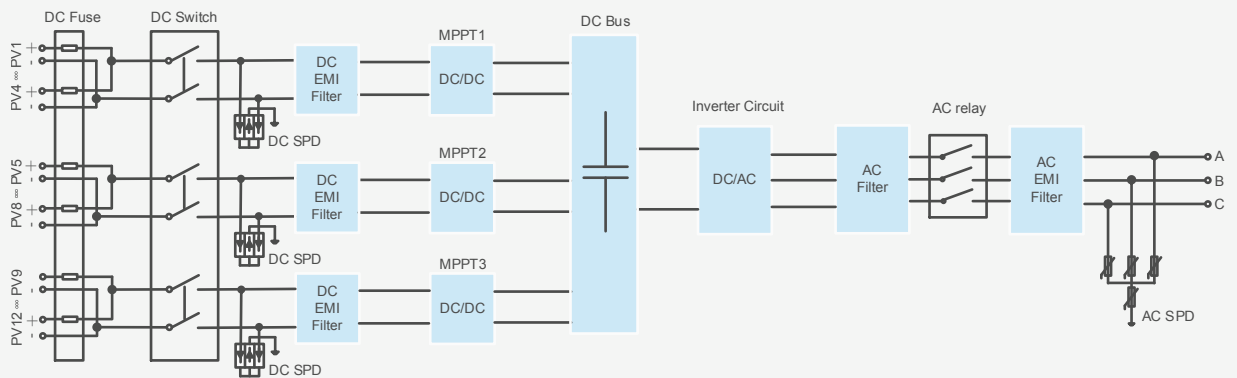 DC Fuse
DC Switch
MPPT1
DC Bus
PV1
+
-
PV4
+
-
∞
DC
EMI
Filter
DC/DC
DC SPD
Inverter Circuit
AC relay
MPPT2
PV5
+
-
PV8
+
-
∞
DC
EMI
Filter
DC/DC
DC SPD
DC/AC
AC
Filter
AC
EMI
Filter
A
B
C
MPPT3
PV9
+
-
PV12
+
-
∞
DC
EMI
Filter
DC/DC
DC SPD
AC SPD